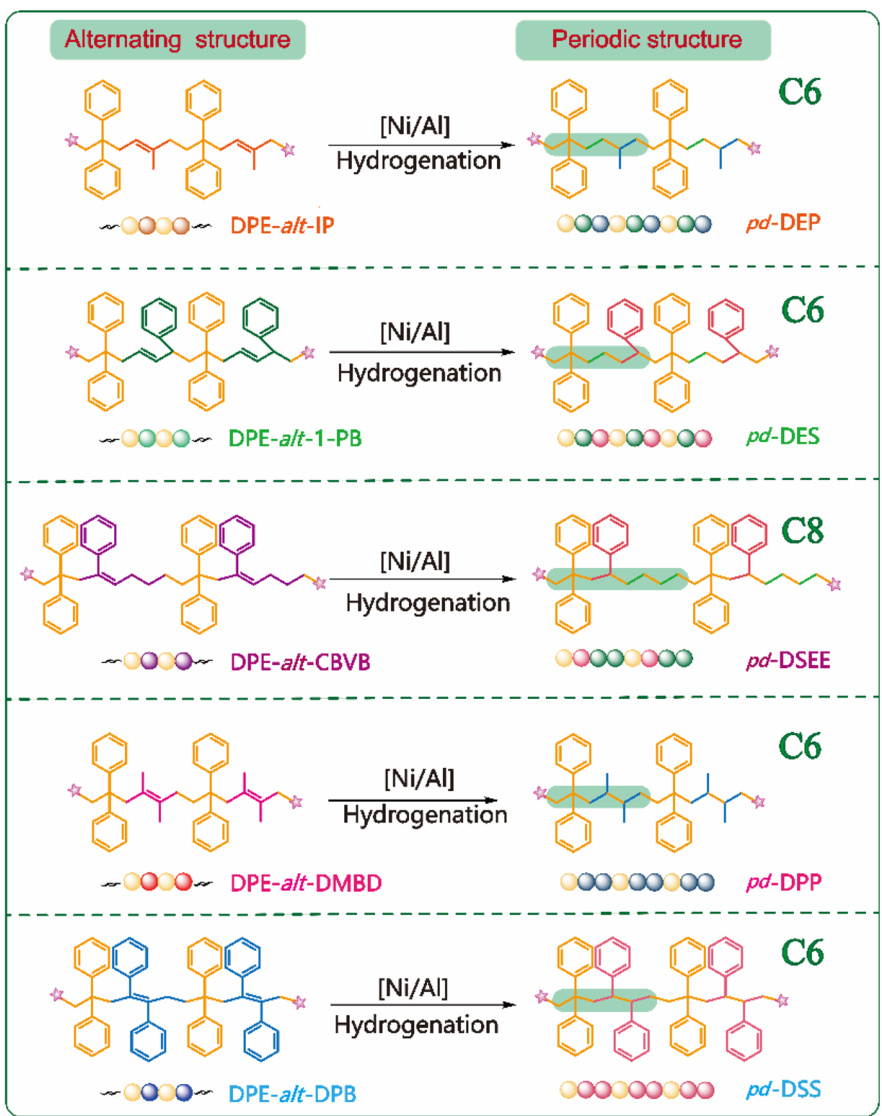 Alternating structure
Periodic structure
C6
[Ni/Al]
Hydrogenation
DPE-alt-IP
pd-DEP
C6
[Ni/Al]
Hydrogenation
DPE-alt-1-PB
pd-DES
C8
[Ni/Al]
Hydrogenation
DPE-alt-CBVB
pd-DSEE
C6
[Ni/Al]
Hydrogenation
DPE-alt-DMBD
pd-DPP
C6
[Ni/Al]
Hydrogenation
DPE-alt-DPB
pd-DSS